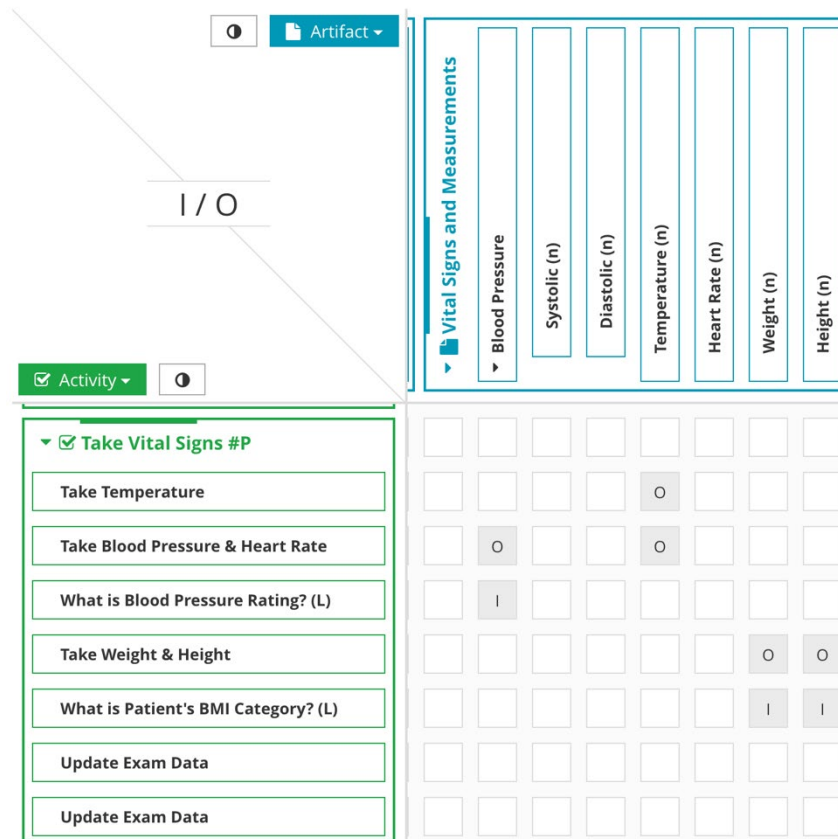 Artifact
I / O
Activity
Vital Signs and Measurements
Blood Pressure
Systolic (n)
Diastolic (n)
Temperature (n)
Heart Rate (n)
Weight (n)
Height (n)
Take Vital Signs #P
Take Temperature
O
Take Blood Pressure & Heart Rate
O O
What is Blood Pressure Rating? (L)
I
Take Weight & Height
O O
What is Patient's BMI Category? (L)
I I
Update Exam Data
Update Exam Data